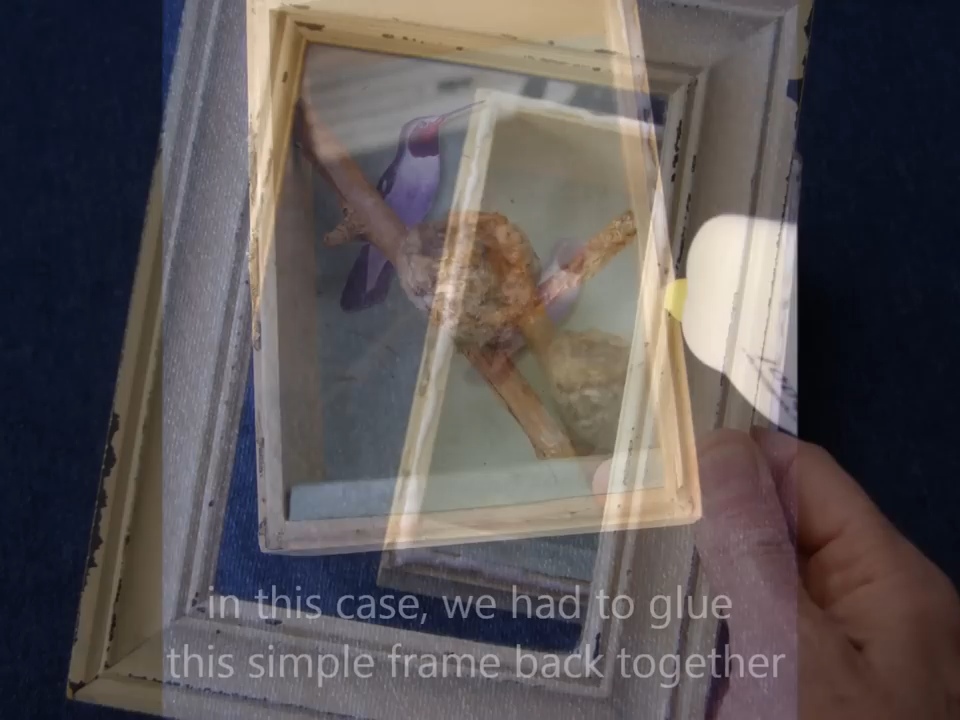 in this case, we had to glue
this simple frame back together